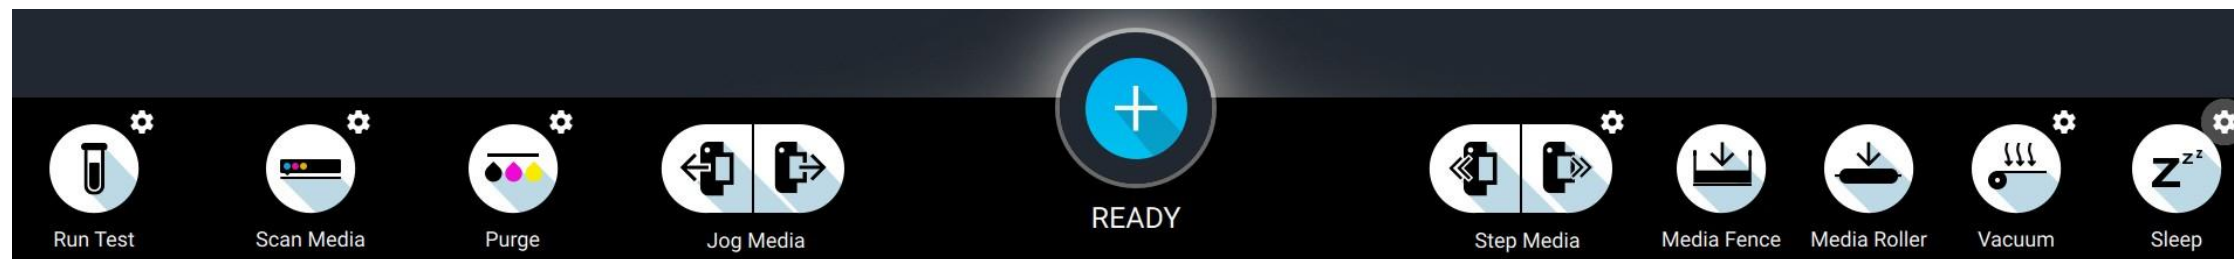 READY
Run Test
Scan Media
Purge
Jog Media
Step Media
Media Fence
Media Roller
Vacuum
Sleep